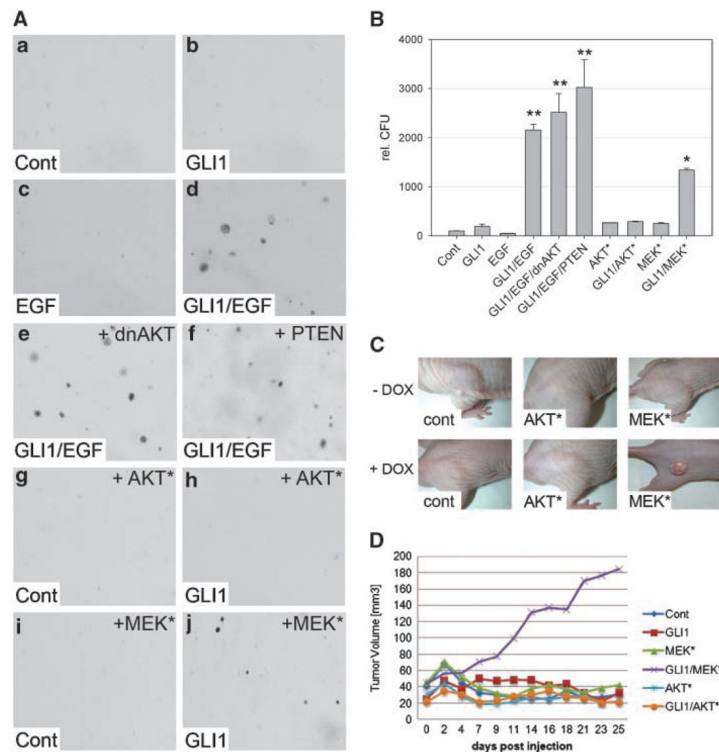 A
a
b
Cont
GLI1
c
d
EGF
GLI1/EGF
e
+ dnAKT
f
+ PTEN
GLI1/EGF
GLI1/EGF
g
+ AKT*
h
+ AKT*
Cont
GLI1
i
+MEK*
j
+MEK*
Cont
GLI1
B
4000
3000
2000
1000
0
rel. CFU
**
**
**
*
Cont
GLI1
EGF
GLI1/EGF
GLI1/EGF/dnAKT
GLI1/EGF/PTEN
AKT*
GLI1/AKT*
MEK*
GLI1/MEK*
C
- DOX
cont
AKT*
MEK*
+ DOX
cont
AKT*
MEK*
D
200
180
160
140
120
100
80
60
40
20
0
Tumor Volume [mm3]
0 2 4 7 9 11 14 16 18 21 23 25
days post injection
Cont
GLI1
MEK*
GLI1/MEK*
AKT*
GLI1/AKT*